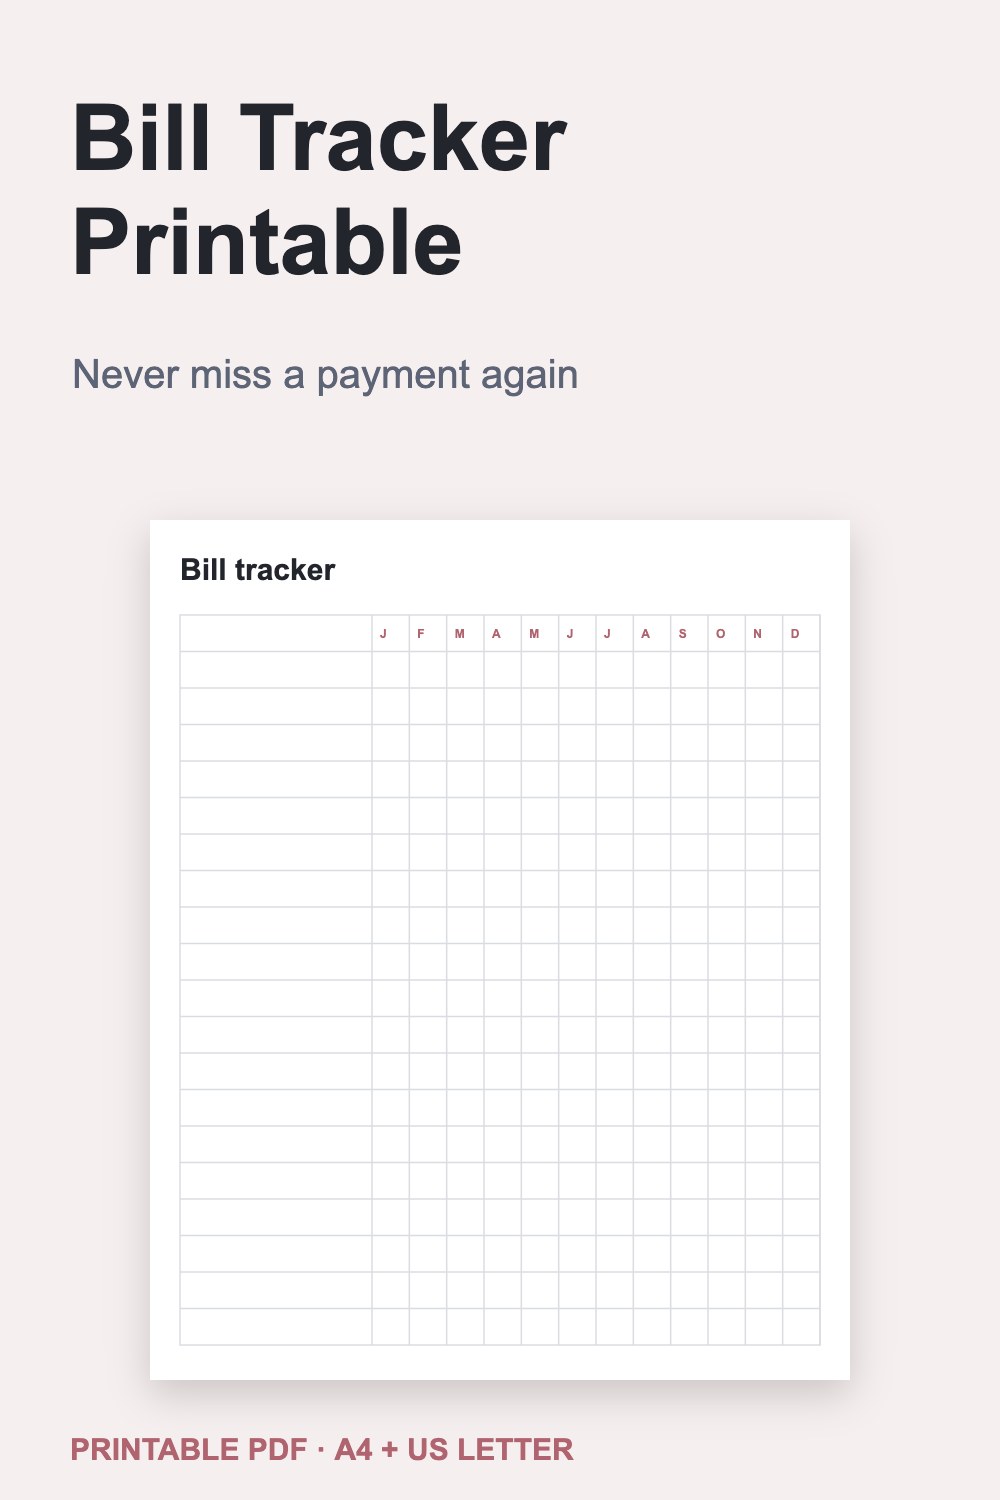 Bill Tracker
Printable
Never miss a payment again
Bill tracker
J F M A M J J A S O N D
PRINTABLE PDF · A4 + US LETTER